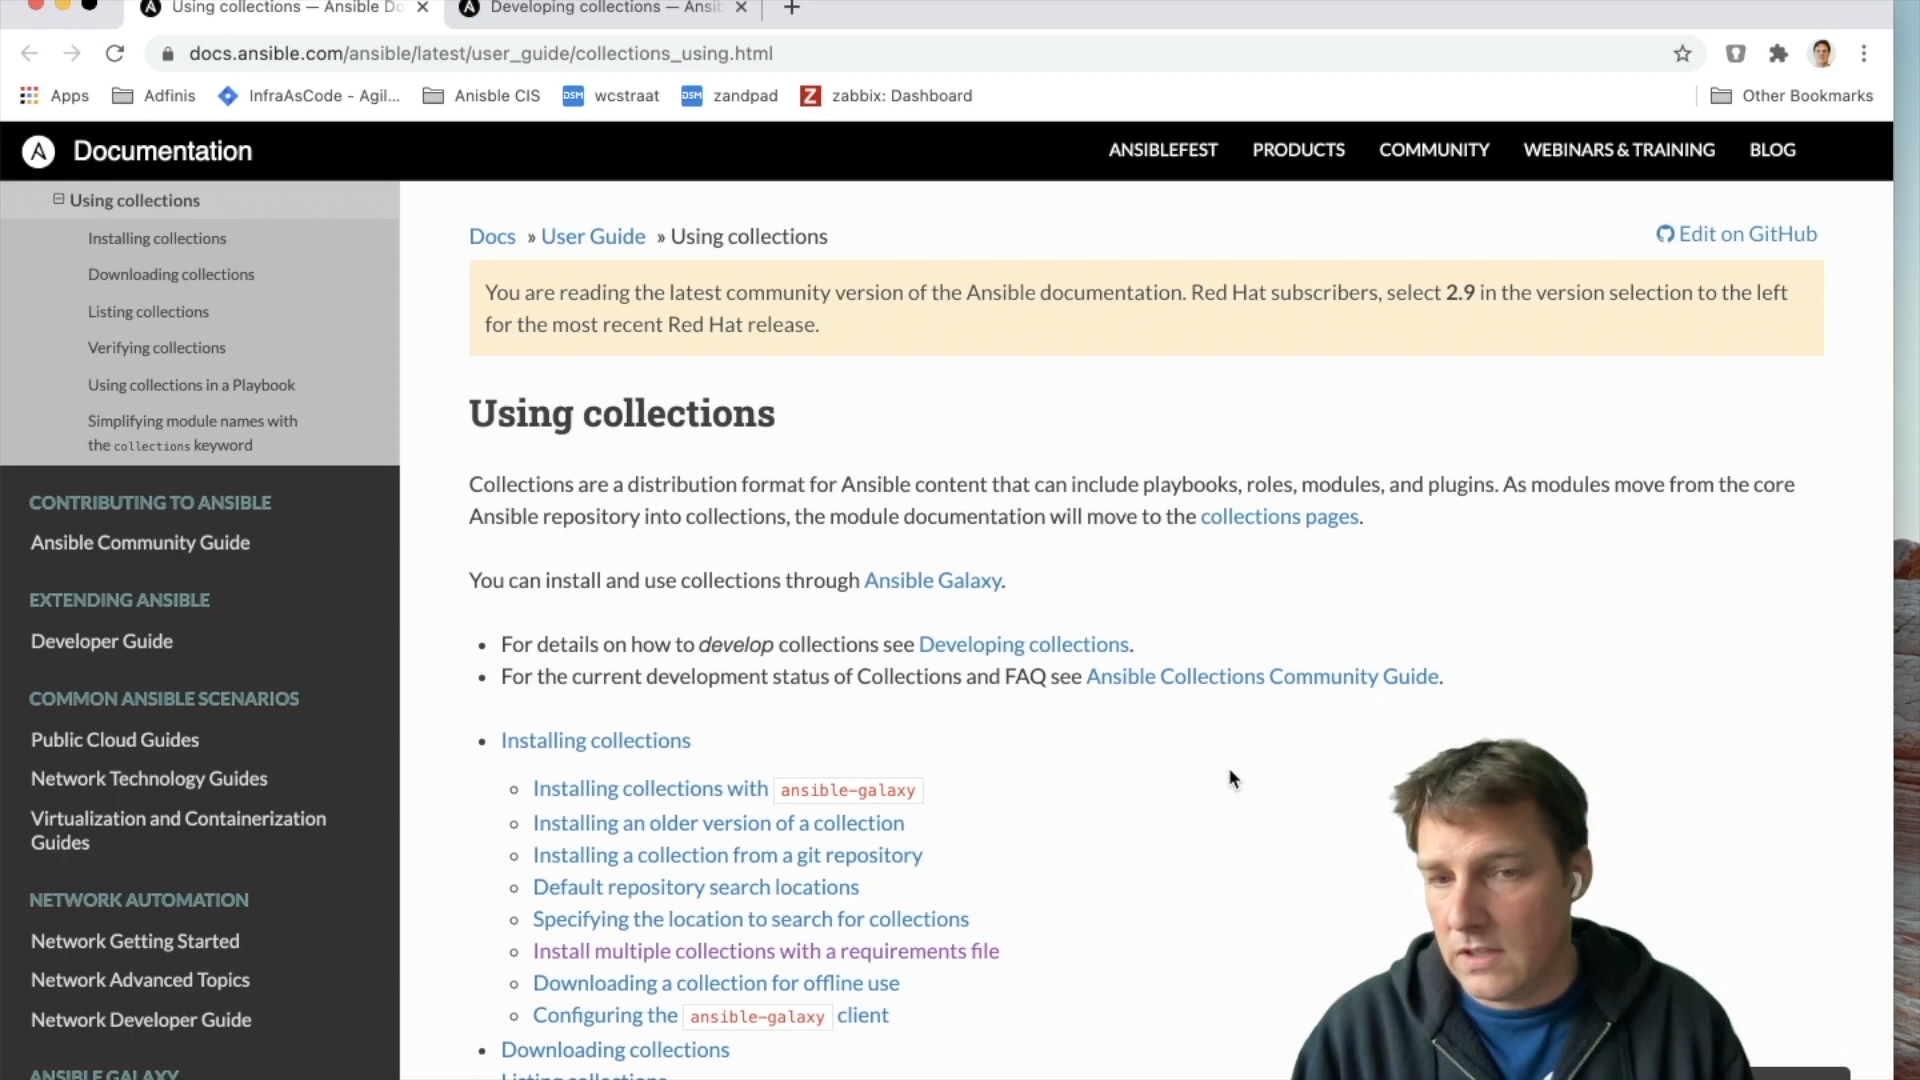 Using collections — Ansible Do
Developing collections — Ansib
docs.ansible.com/ansible/latest/user_guide/collections_using.html
Apps
Adfinis
InfraAsCode - Agil...
Anisble CIS
DSM
wcstraat
DSM
zandpad
Z
zabbix: Dashboard
Other Bookmarks
A Documentation
ANSIBLEFEST
PRODUCTS
COMMUNITY
WEBINARS & TRAINING
BLOG
Using collections
Installing collections
Downloading collections
Listing collections
Verifying collections
Using collections in a Playbook
Simplifying module names with
the collections keyword
CONTRIBUTING TO ANSIBLE
Ansible Community Guide
EXTENDING ANSIBLE
Developer Guide
COMMON ANSIBLE SCENARIOS
Public Cloud Guides
Network Technology Guides
Virtualization and Containerization
Guides
NETWORK AUTOMATION
Network Getting Started
Network Advanced Topics
Network Developer Guide
ANSIBLE GALAXY
Docs » User Guide » Using collections
Edit on GitHub
You are reading the latest community version of the Ansible documentation. Red Hat subscribers, select 2.9 in the version selection to the left
for the most recent Red Hat release.
Using collections
Collections are a distribution format for Ansible content that can include playbooks, roles, modules, and plugins. As modules move from the core
Ansible repository into collections, the module documentation will move to the collections pages.
You can install and use collections through Ansible Galaxy.
• For details on how to develop collections see Developing collections.
• For the current development status of Collections and FAQ see Ansible Collections Community Guide.
• Installing collections
Installing collections with ansible-galaxy
Installing an older version of a collection
Installing a collection from a git repository
Default repository search locations
Specifying the location to search for collections
Install multiple collections with a requirements file
Downloading a collection for offline use
Configuring the ansible-galaxy client
• Downloading collections
Listing collections